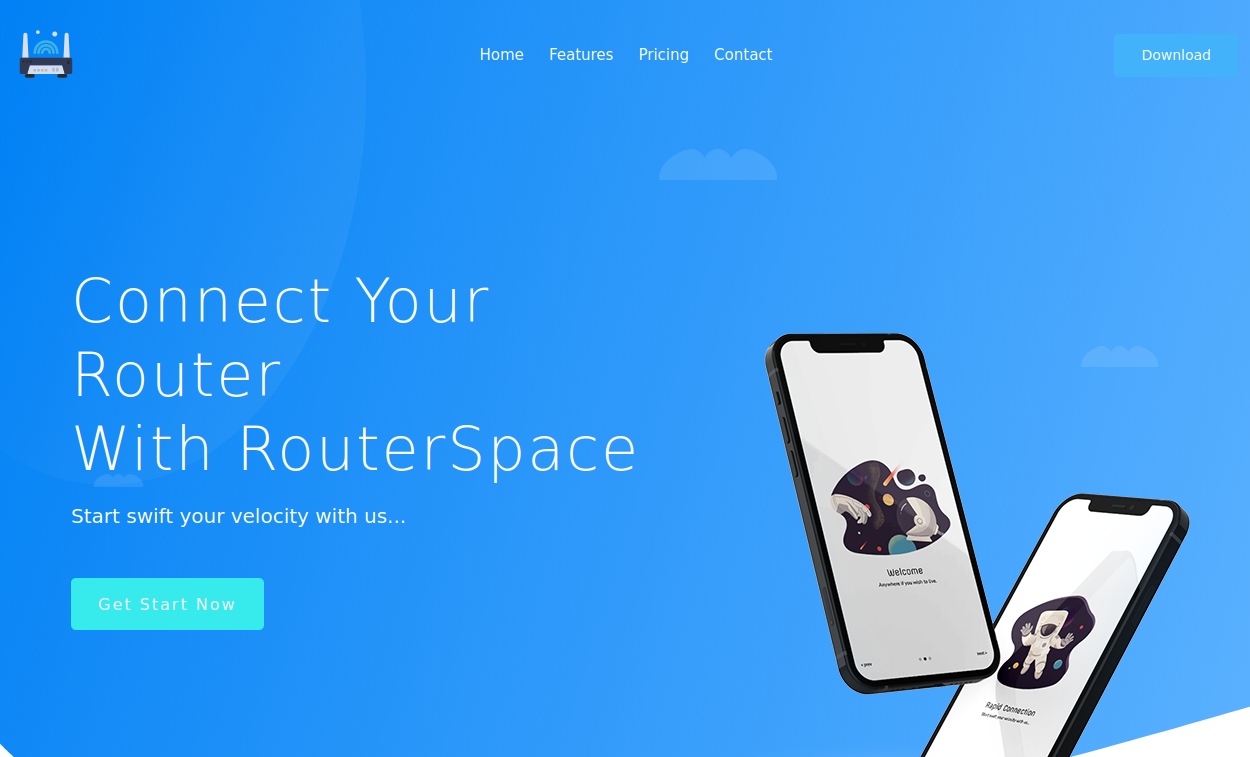 Home Features Pricing Contact
Download
Connect Your
Router
With RouterSpace
Start swift your velocity with us...
Get Start Now
Welcome
Anywhere if you wish to live.
< prev
next >
Rapid Connection